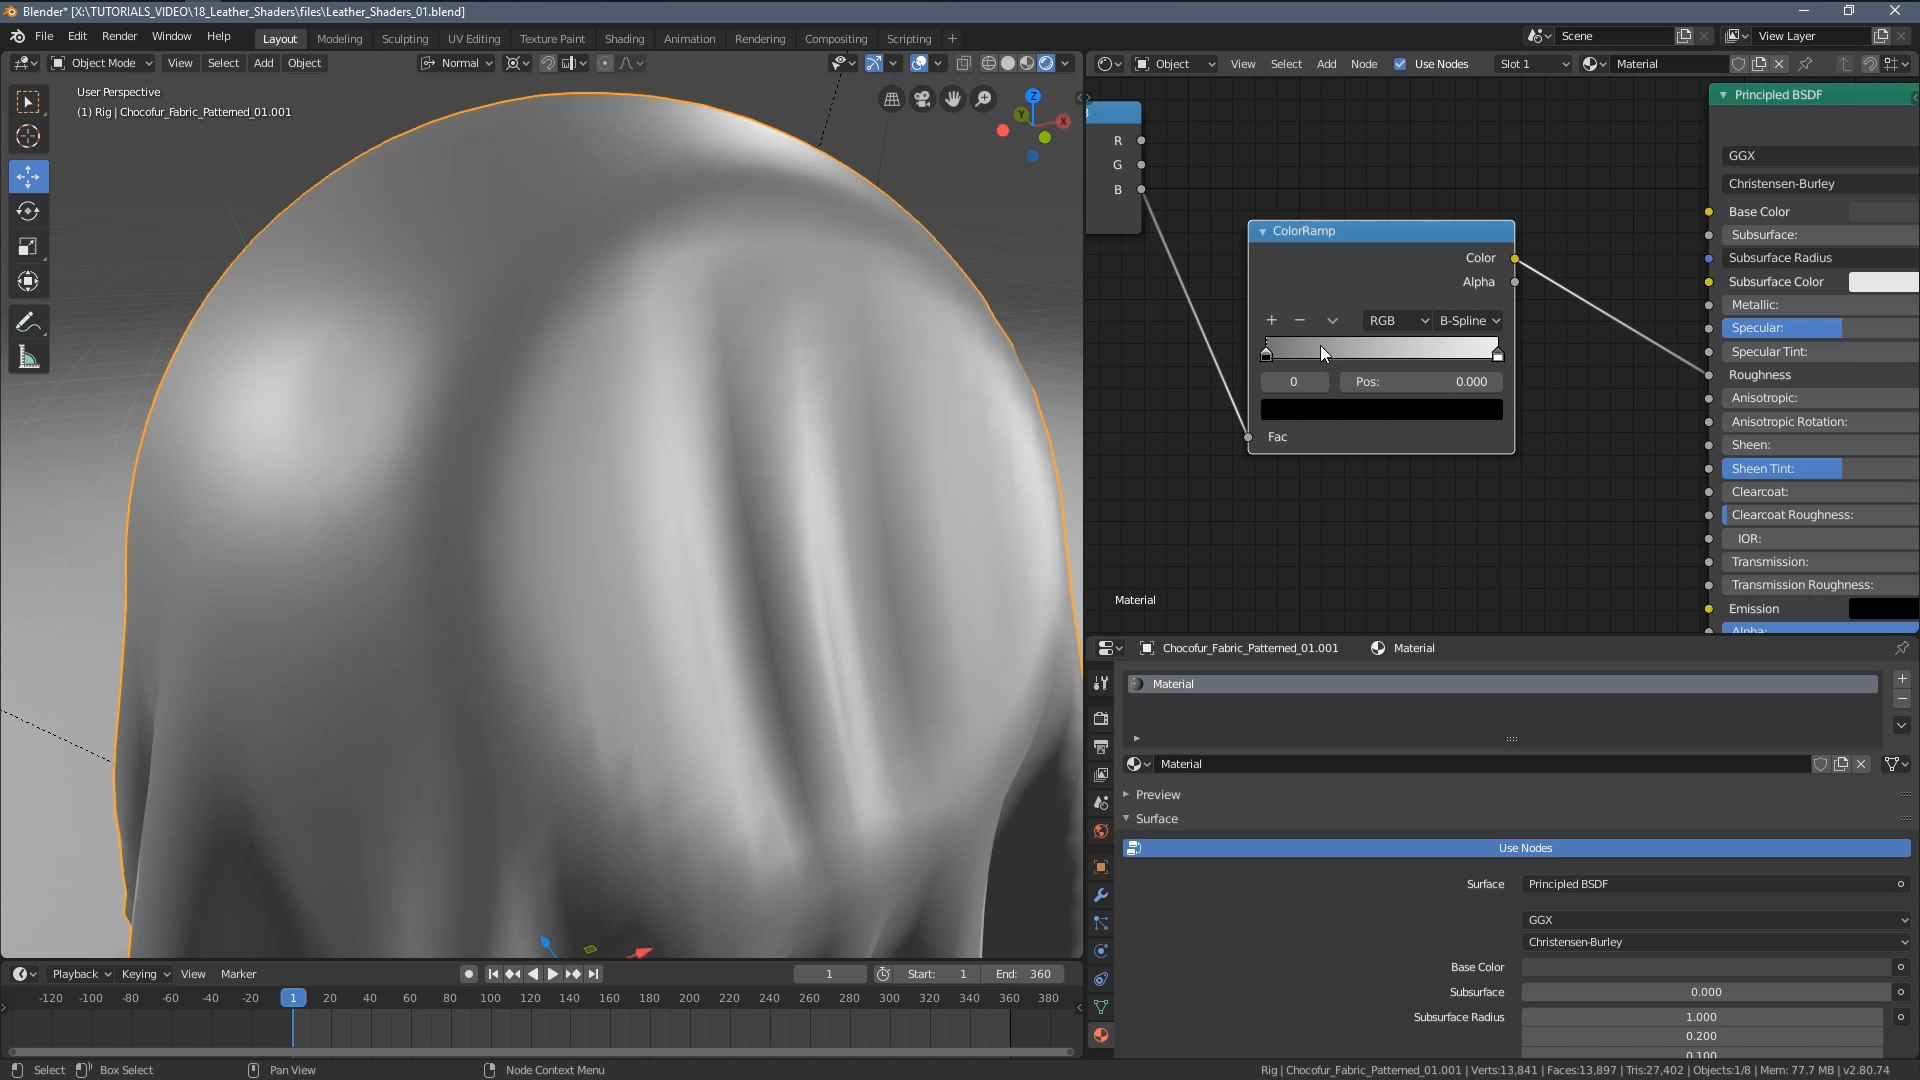 Blender* [X:\TUTORIALS_VIDEO\18_Leather_Shaders\files\Leather_Shaders_01.blend]
File Edit Render Window Help Layout Modeling Sculpting UV Editing Texture Paint Shading Animation Rendering Compositing Scripting + Scene View Layer
Object Mode View Select Add Object Normal
Object View Select Add Node Use Nodes Slot 1 Material
User Perspective
(1) Rig | Chocofur_Fabric_Patterned_01.001
Z
Y
X
R
G
B
ColorRamp
Color
Alpha
RGB B-Spline
0 Pos: 0.000
Fac
Material
Principled BSDF
GGX
Christensen-Burley
Base Color
Subsurface:
Subsurface Radius
Subsurface Color
Metallic:
Specular:
Specular Tint:
Roughness
Anisotropic:
Anisotropic Rotation:
Sheen:
Sheen Tint:
Clearcoat:
Clearcoat Roughness:
IOR:
Transmission:
Transmission Roughness:
Emission
Alpha:
Chocofur_Fabric_Patterned_01.001 Material
Material
Material
Preview
Surface
Use Nodes
Surface Principled BSDF
GGX
Christensen-Burley
Base Color
Subsurface 0.000
Subsurface Radius 1.000
0.200
0.100
Playback Keying View Marker 1 Start: 1 End: 360
-120 -100 -80 -60 -40 -20 1 20 40 60 80 100 120 140 160 180 200 220 240 260 280 300 320 340 360 380
Select Box Select Pan View Node Context Menu
Rig | Chocofur_Fabric_Patterned_01.001 | Verts:13,841 | Faces:13,897 | Tris:27,402 | Objects:1/8 | Mem: 77.7 MB | v2.80.74